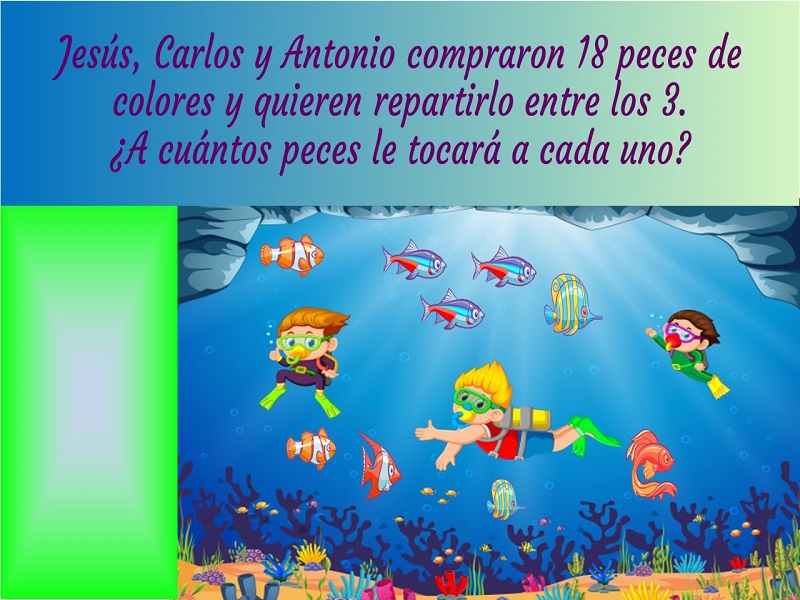 Jesús, Carlos y Antonio compraron 18 peces de
colores y quieren repartirlo entre los 3.
¿A cuántos peces le tocará a cada uno?